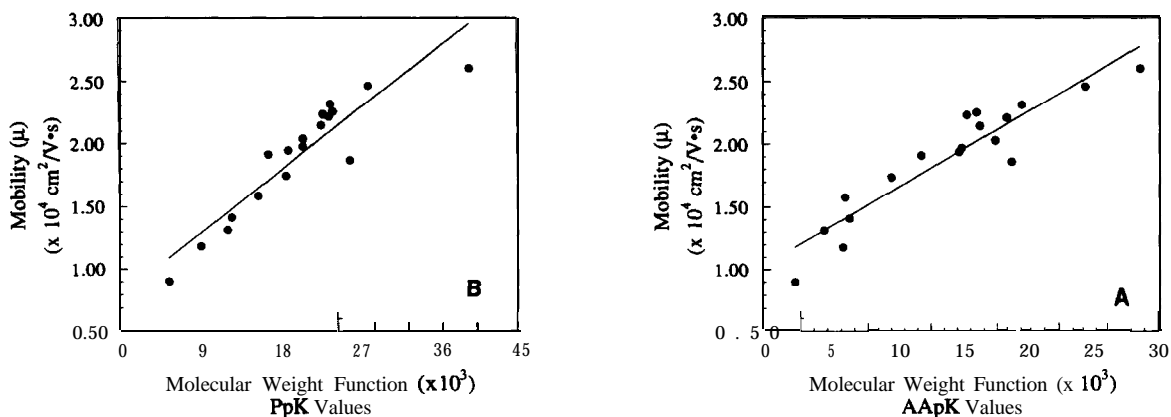 3.00
2.50
2.00
1.50
1.00
0.50
Mobility (µ)
(x 10⁴ cm²/V•s)
B
0 9 18 27 36 45
Molecular Weight Function (x10³)
PpK Values
3.00
2.50
2.00
1.50
1.00
0 . 5 0
Mobility (µ)
(x 10⁴ cm²/V•s)
A
0 5 10 15 20 25 30
Molecular Weight Function (x 10³)
AApK Values